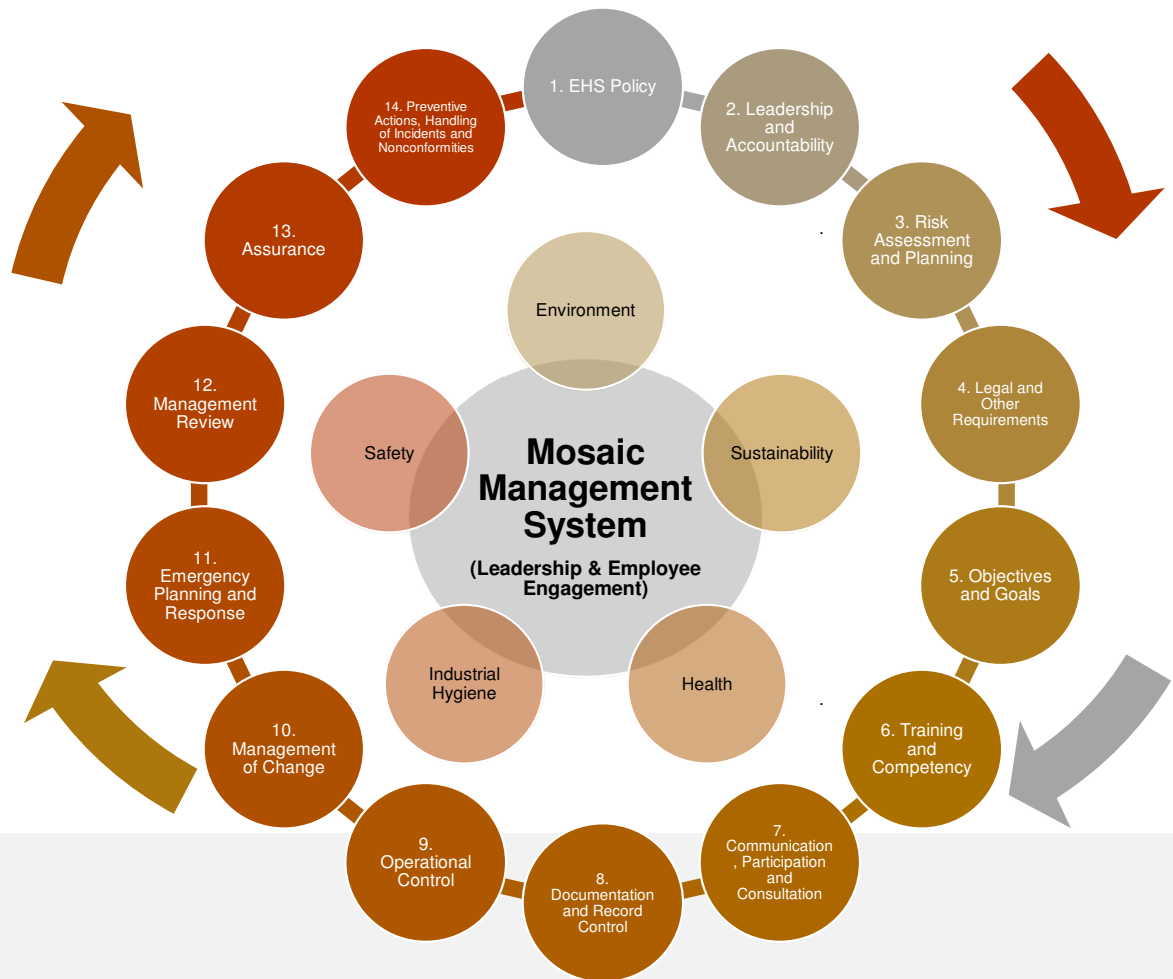 1. EHS Policy
2. Leadership
and
Accountability
3. Risk
Assessment
and Planning
4. Legal and
Other
Requirements
5. Objectives
and Goals
6. Training
and
Competency
7.
Communication
, Participation
and
Consultation
8.
Documentation
and Record
Control
9.
Operational
Control
10.
Management
of Change
11.
Emergency
Planning and
Response
12.
Management
Review
13.
Assurance
14. Preventive
Actions, Handling
of Incidents and
Nonconformities
Environment
Sustainability
Health
Industrial
Hygiene
Safety
Mosaic
Management
System
(Leadership & Employee
Engagement)
.
.